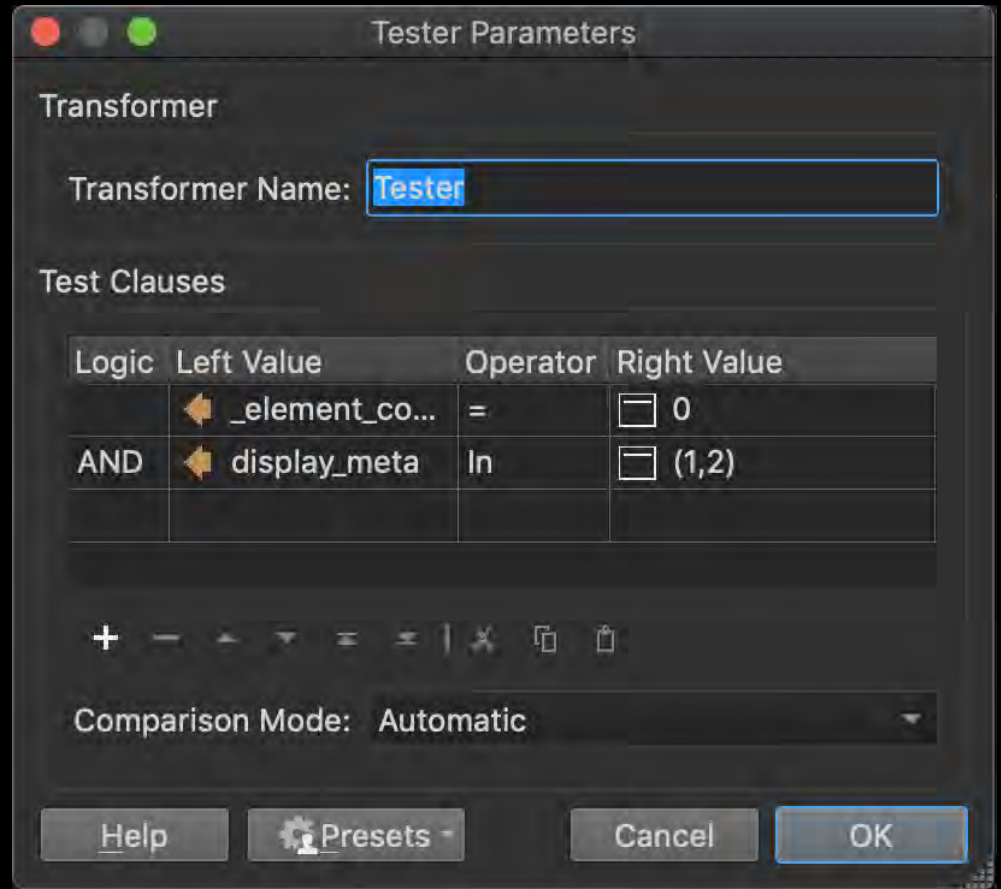 Tester Parameters
Transformer
Transformer Name: Tester
Test Clauses
Logic Left Value Operator Right Value
_element_co... = 0
AND display_meta In (1,2)
Comparison Mode: Automatic
Help Presets Cancel OK